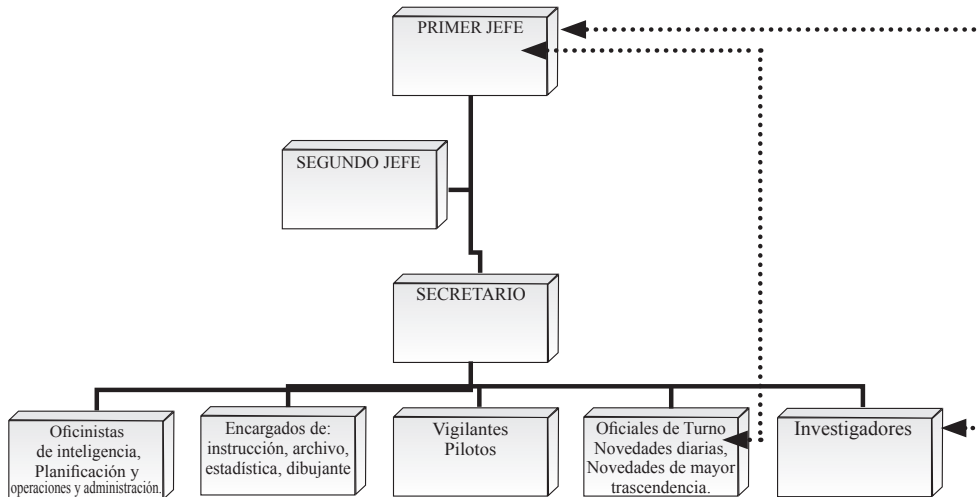 PRIMER JEFE
SEGUNDO JEFE
SECRETARIO
Oficinistas
de inteligencia,
Planificación y
operaciones y administración.
Encargados de:
instrucción, archivo,
estadística, dibujante
Vigilantes
Pilotos
Oficiales de Turno
Novedades diarias,
Novedades de mayor
trascendencia.
Investigadores